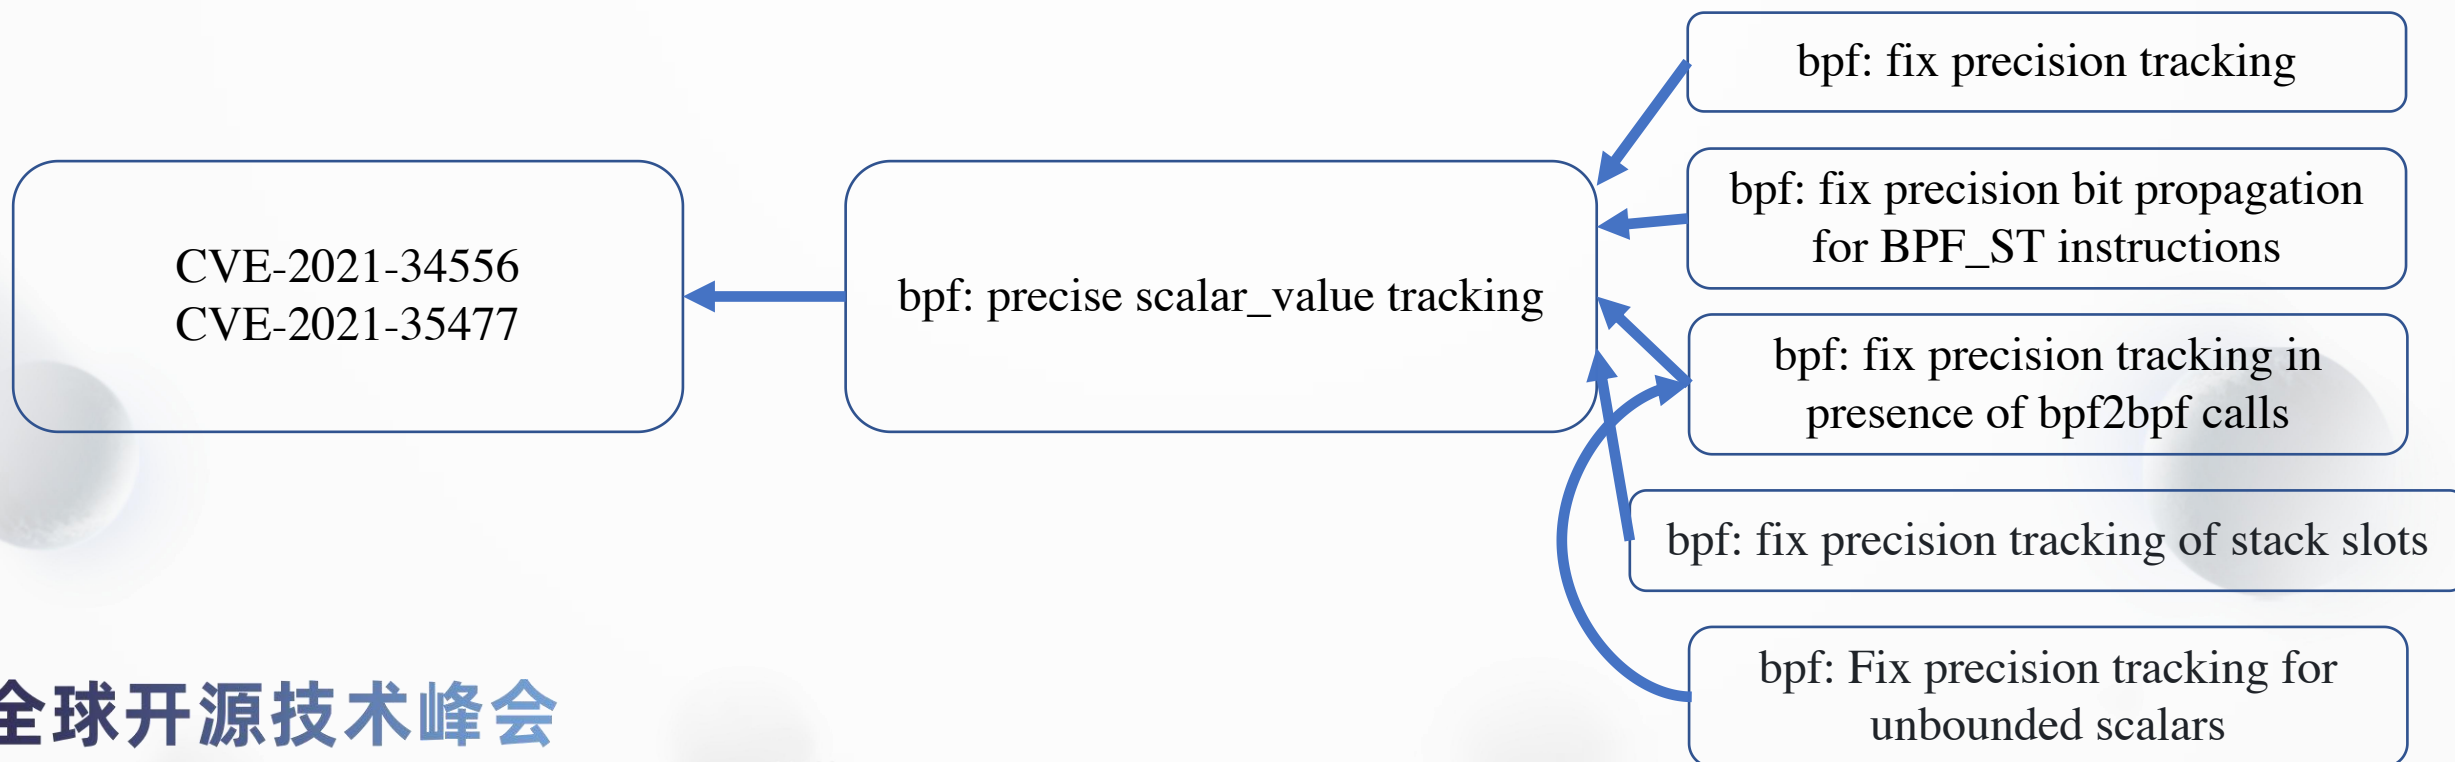 CVE-2021-34556
CVE-2021-35477
bpf: precise scalar_value tracking
bpf: fix precision tracking
bpf: fix precision bit propagation
for BPF_ST instructions
bpf: fix precision tracking in
presence of bpf2bpf calls
bpf: fix precision tracking of stack slots
bpf: Fix precision tracking for
unbounded scalars
全球开源技术峰会